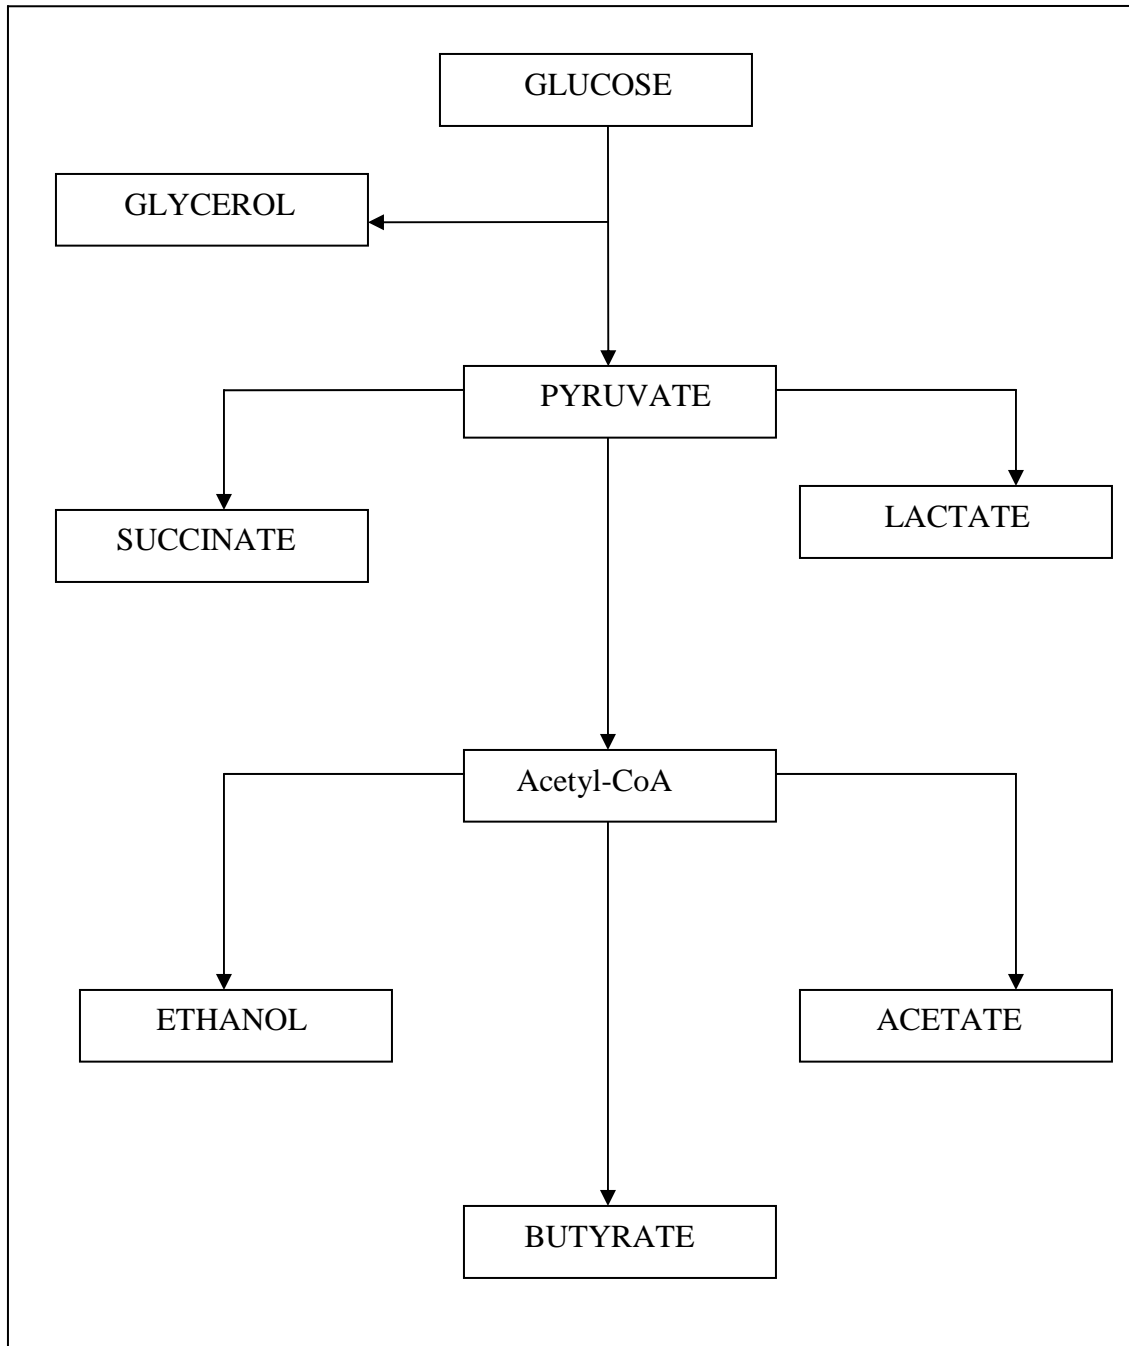 GLUCOSE
GLYCEROL
PYRUVATE
LACTATE
SUCCINATE
Acetyl-CoA
ETHANOL
ACETATE
BUTYRATE